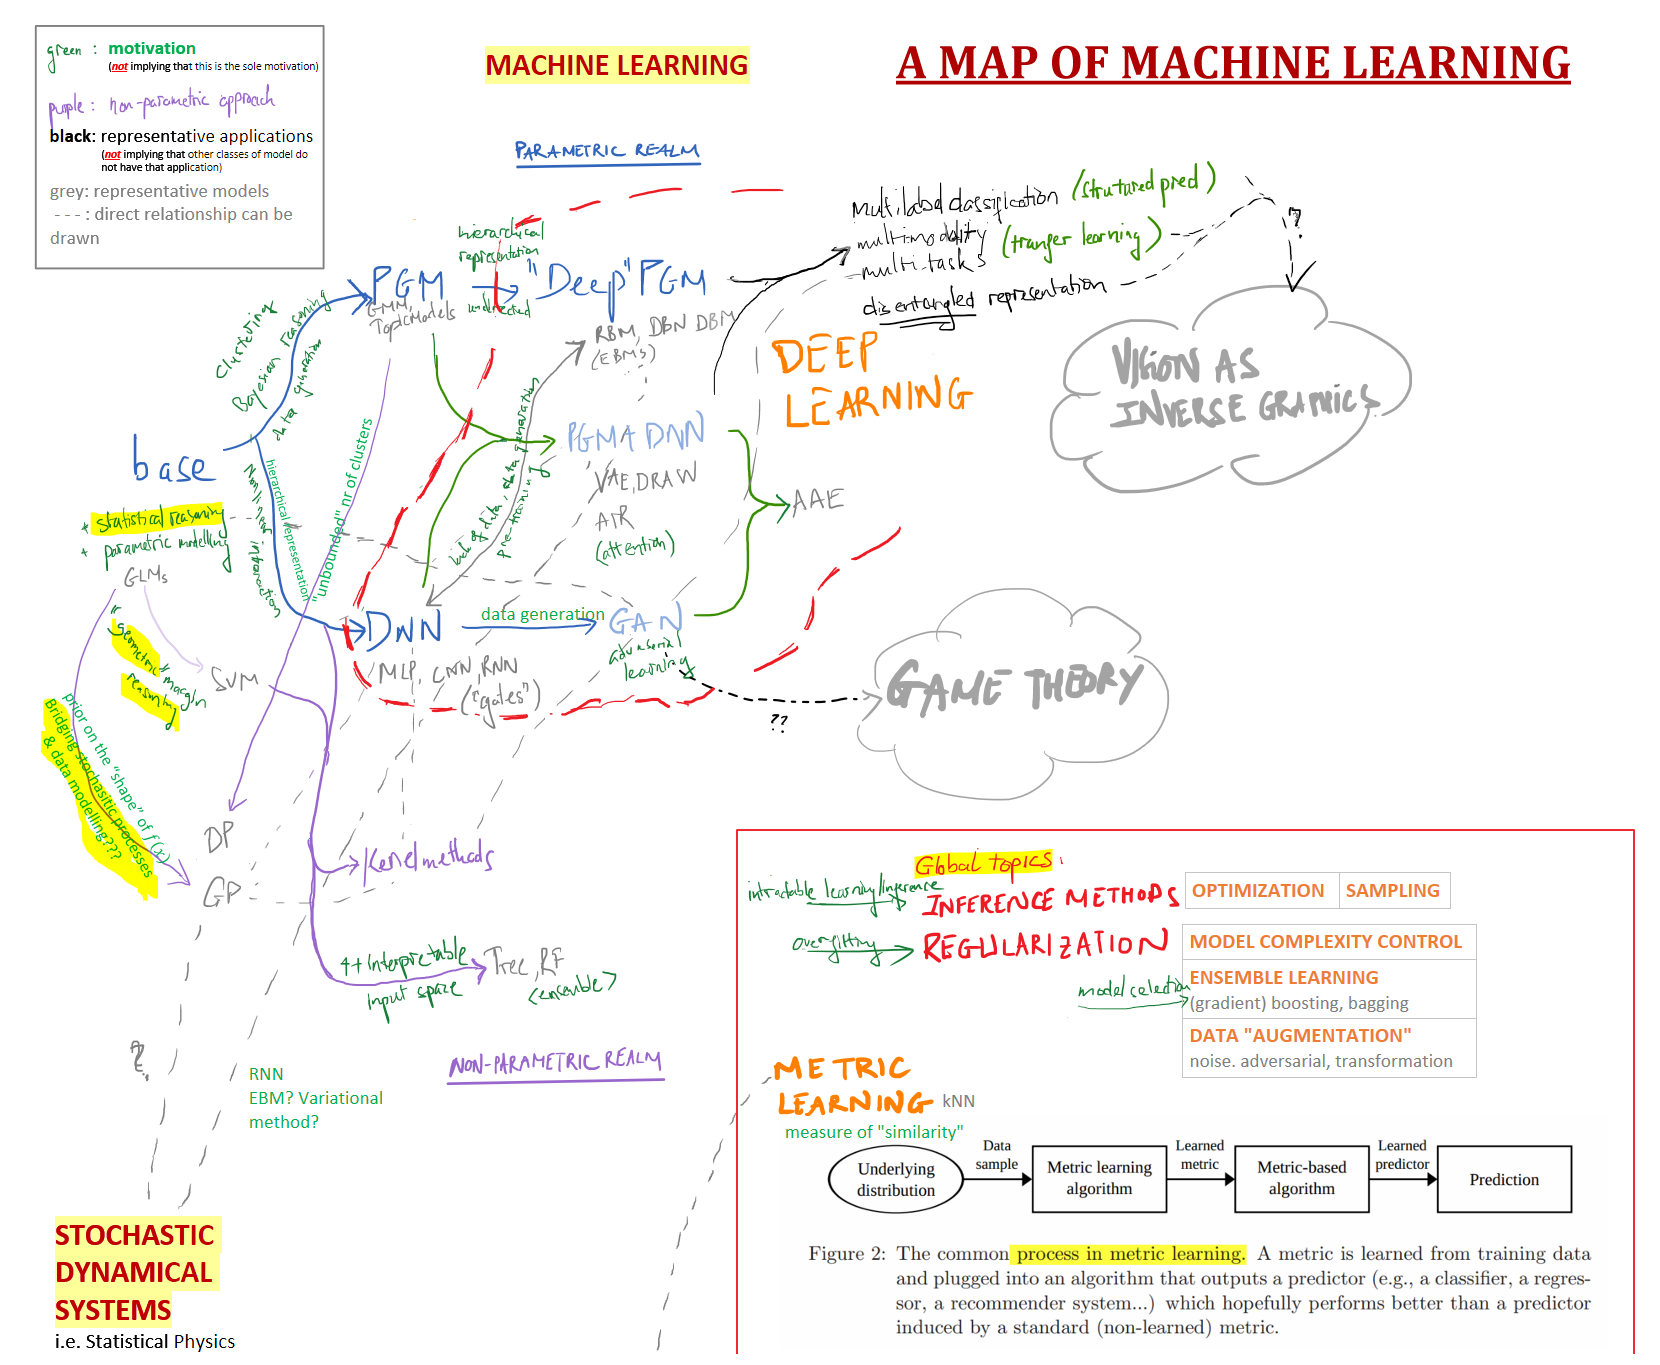 green : motivation
(not implying that this is the sole motivation)
purple : non-parametric approach
black: representative applications
(not implying that other classes of model do
not have that application)
grey: representative models
--- : direct relationship can be
drawn
MACHINE LEARNING
A MAP OF MACHINE LEARNING
PARAMETRIC REALM
multilabel classification (strutured pred)
multimodality (tranfer learning)
multi-tasks
disentangled representation
?
hierarchical
representation
undirected
PGM
GMM,
TopicModels
"Deep" PGM
RBM, DBN DBM
(EBMs)
DEEP
LEARNING
VISION AS
INVERSE GRAPHICS
Clustering
Bayesian reasoning
data generation
base
+ statistical reasoning
+ parametric modelling
GLMs
Nonlinear interaction
hierarchical representation
"unbounded" nr of clusters
lack of data, data generation
pre-training
PGM+DNN
VAE, DRAW
AIR
(attention)
AAE
DNN
data generation
GAN
adversarial
learning
MLP, CNN, RNN
("gates")
??
GAME THEORY
"geometric"
margin
reasoning
SVM
prior on the "shape" of f(x)
Bridging stochasitic processes
& data modelling???
DP
GP
Kernel methods
++ interpretable
input space
Tree, RF
(ensemble)
NON-PARAMETRIC REALM
?
RNN
EBM? Variational
method?
STOCHASTIC
DYNAMICAL
SYSTEMS
i.e. Statistical Physics
Global topics:
intractable learning/inference
INFERENCE METHODS
OPTIMIZATION
SAMPLING
overfitting
REGULARIZATION
MODEL COMPLEXITY CONTROL
model selection
ENSEMBLE LEARNING
(gradient) boosting, bagging
DATA "AUGMENTATION"
noise. adversarial, transformation
METRIC
LEARNING kNN
measure of "similarity"
Underlying
distribution
Data
sample
Metric learning
algorithm
Learned
metric
Metric-based
algorithm
Learned
predictor
Prediction
Figure 2: The common process in metric learning. A metric is learned from training data
and plugged into an algorithm that outputs a predictor (e.g., a classifier, a regres-
sor, a recommender system...) which hopefully performs better than a predictor
induced by a standard (non-learned) metric.